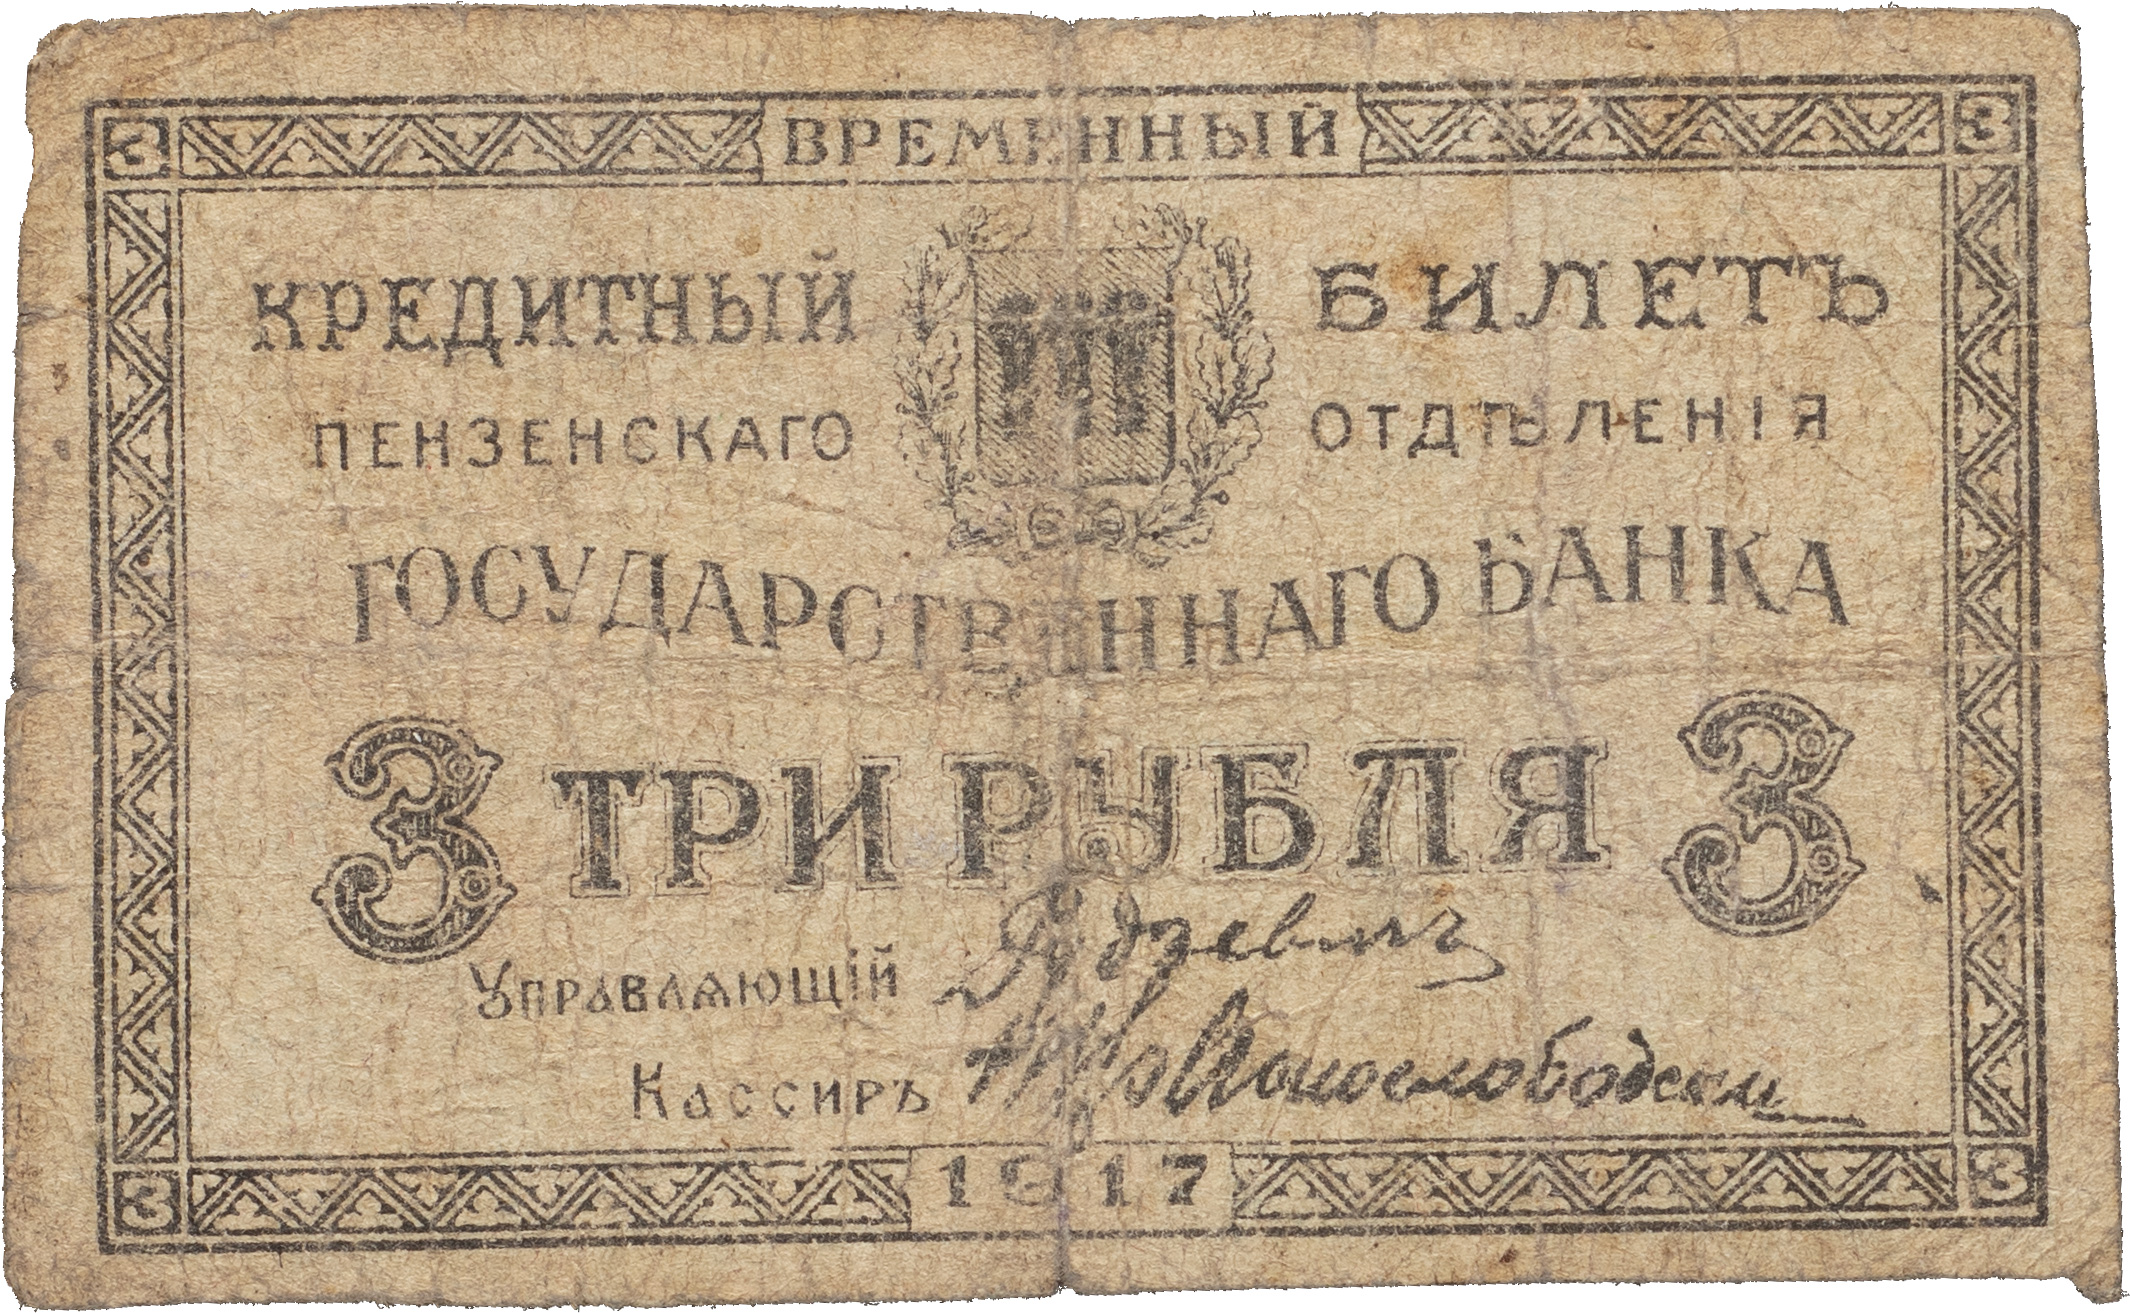 3 ВРЕМЕННЫЙ 3
КРЕДИТНЫЙ БИЛЕТЪ
ПЕНЗЕНСКАГО ОТДѢЛЕНІЯ
ГОСУДАРСТВЕННАГО БАНКА
3 ТРИ РУБЛЯ 3
Управляющій
Кассиръ
3 1917 3